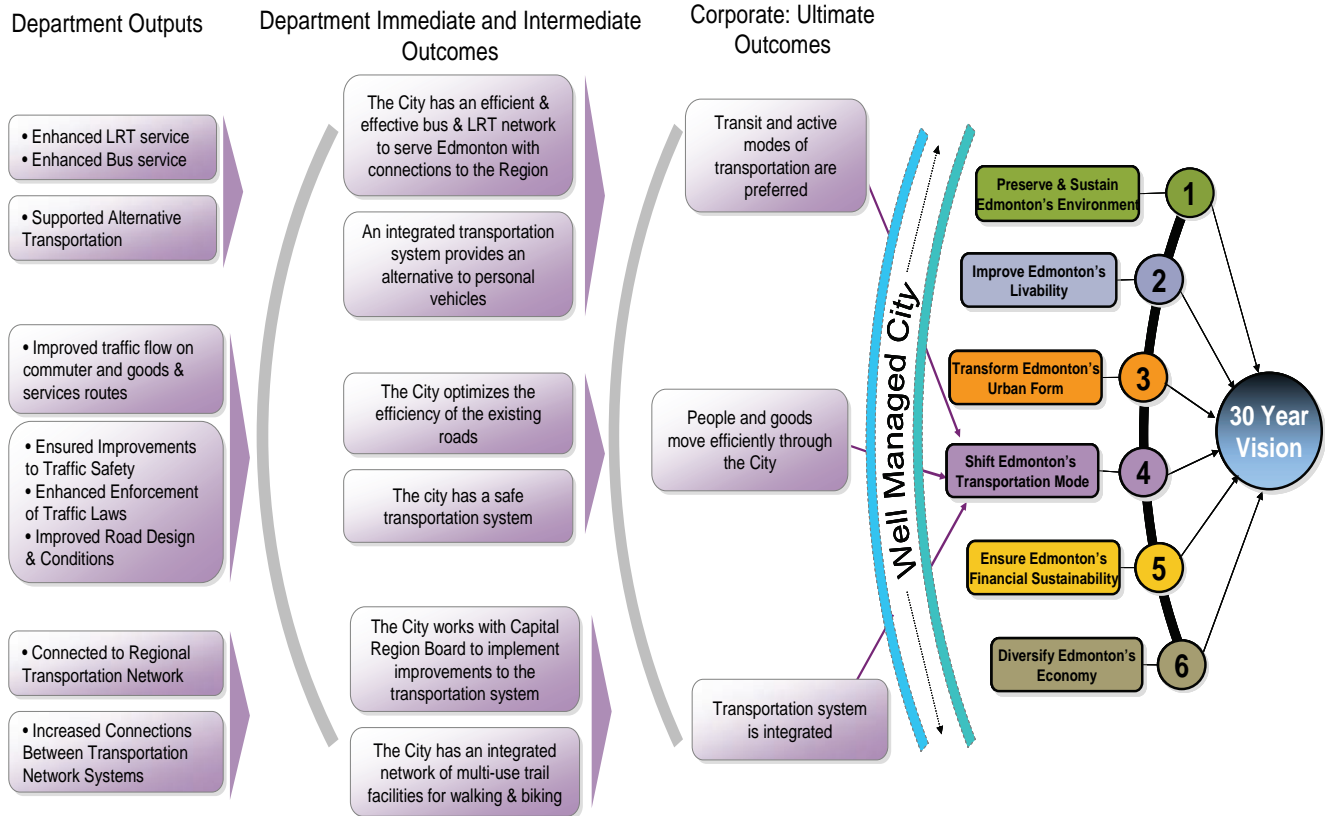 Department Outputs
Department Immediate and Intermediate
Outcomes
Corporate: Ultimate
Outcomes
• Enhanced LRT service
• Enhanced Bus service
• Supported Alternative
Transportation
• Improved traffic flow on
commuter and goods &
services routes
• Ensured Improvements
to Traffic Safety
• Enhanced Enforcement
of Traffic Laws
• Improved Road Design
& Conditions
• Connected to Regional
Transportation Network
• Increased Connections
Between Transportation
Network Systems
The City has an efficient &
effective bus & LRT network
to serve Edmonton with
connections to the Region
An integrated transportation
system provides an
alternative to personal
vehicles
The City optimizes the
efficiency of the existing
roads
The city has a safe
transportation system
The City works with Capital
Region Board to implement
improvements to the
transportation system
The City has an integrated
network of multi-use trail
facilities for walking & biking
Transit and active
modes of
transportation are
preferred
People and goods
move efficiently through
the City
Transportation system
is integrated
Well Managed City
Preserve & Sustain
Edmonton's Environment
1
Improve Edmonton's
Livability
2
Transform Edmonton's
Urban Form
3
Shift Edmonton's
Transportation Mode
4
Ensure Edmonton's
Financial Sustainability
5
Diversify Edmonton's
Economy
6
30 Year
Vision